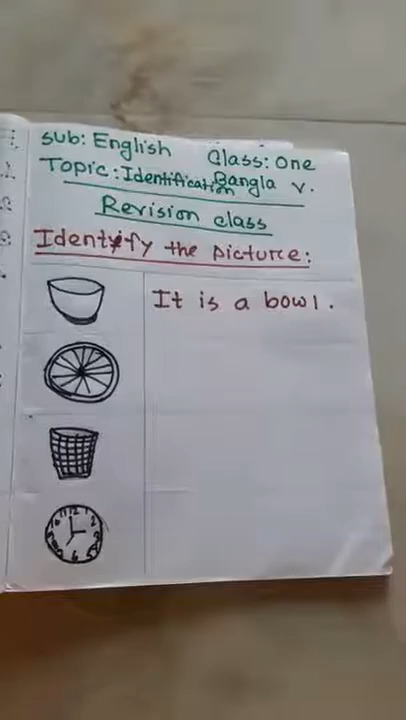 Sub: English Class: One
Topic: Identification Bangla v.
Revision class
Identify the picture:
It is a bowl.